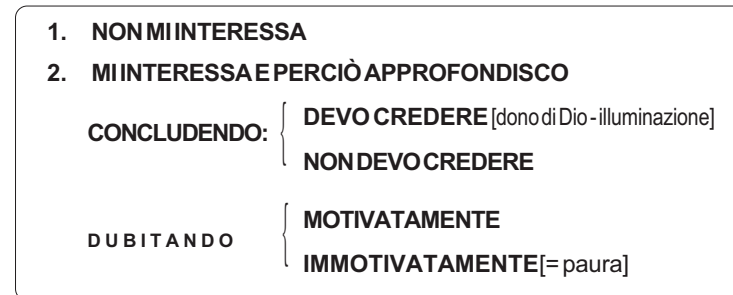 1. NON MI INTERESSA
2. MI INTERESSA E PERCIÒ APPROFONDISCO
DEVO CREDERE [dono di Dio - illuminazione]
CONCLUDENDO:
NON DEVO CREDERE
MOTIVATAMENTE
DUBITANDO
IMMOTIVATAMENTE [= paura]